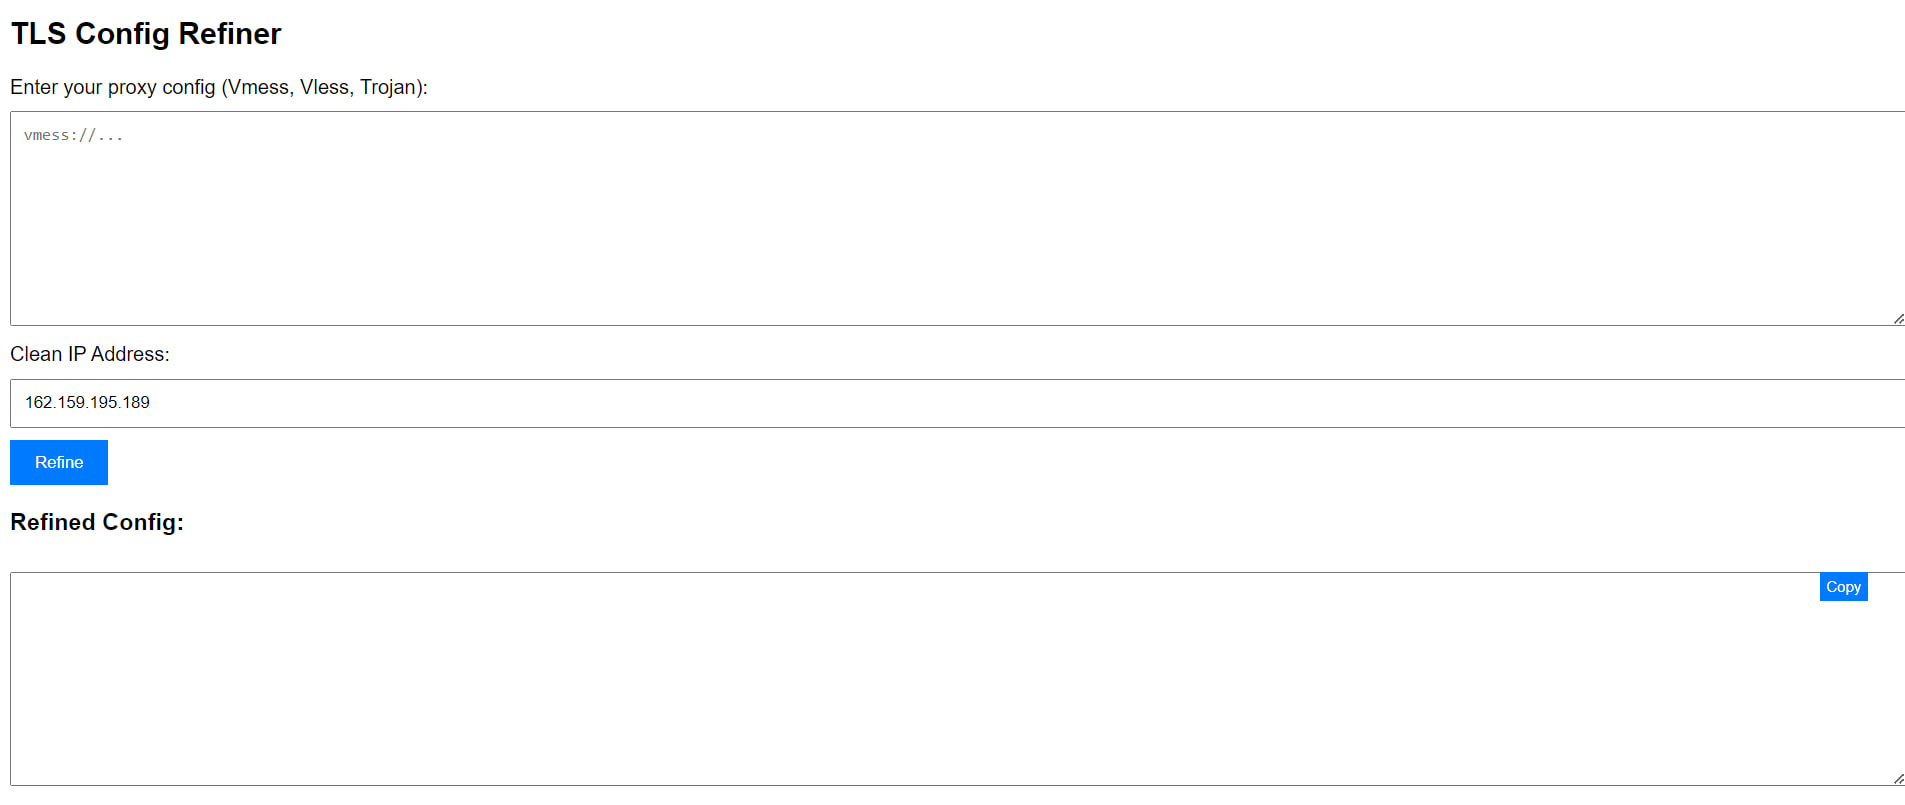 TLS Config Refiner
Enter your proxy config (Vmess, Vless, Trojan):
vmess://...
Clean IP Address:
162.159.195.189
Refine
Refined Config:
Copy